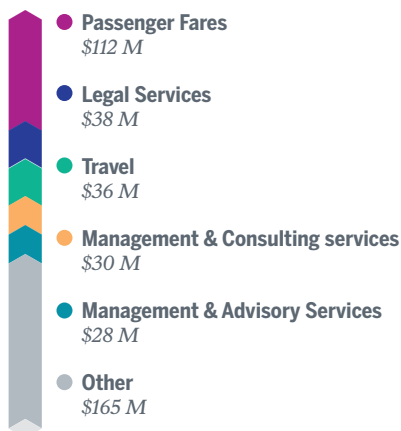 Passenger Fares
$112 M
Legal Services
$38 M
Travel
$36 M
Management & Consulting services
$30 M
Management & Advisory Services
$28 M
Other
$165 M